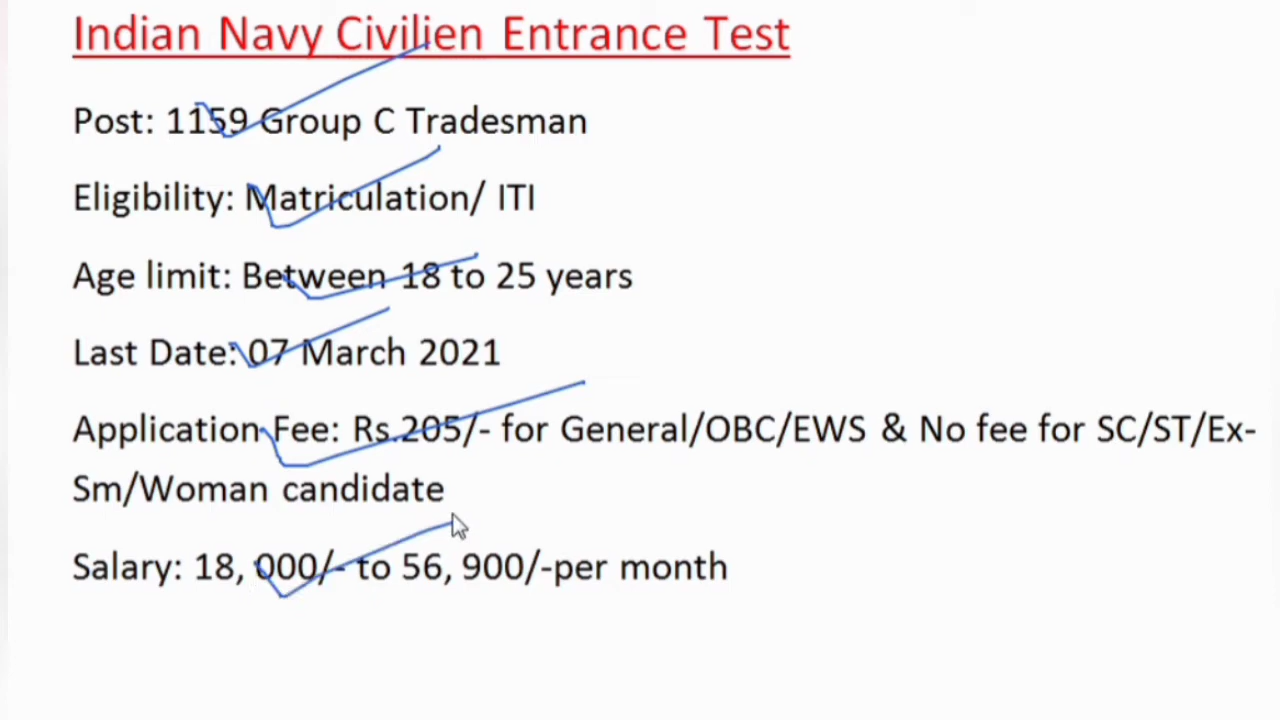 Indian Navy Civilien Entrance Test
Post: 1159 Group C Tradesman
Eligibility: Matriculation/ ITI
Age limit: Between 18 to 25 years
Last Date: 07 March 2021
Application Fee: Rs 205/- for General/OBC/EWS & No fee for SC/ST/Ex-
Sm/Woman candidate
Salary: 18, 000/- to 56, 900/-per month